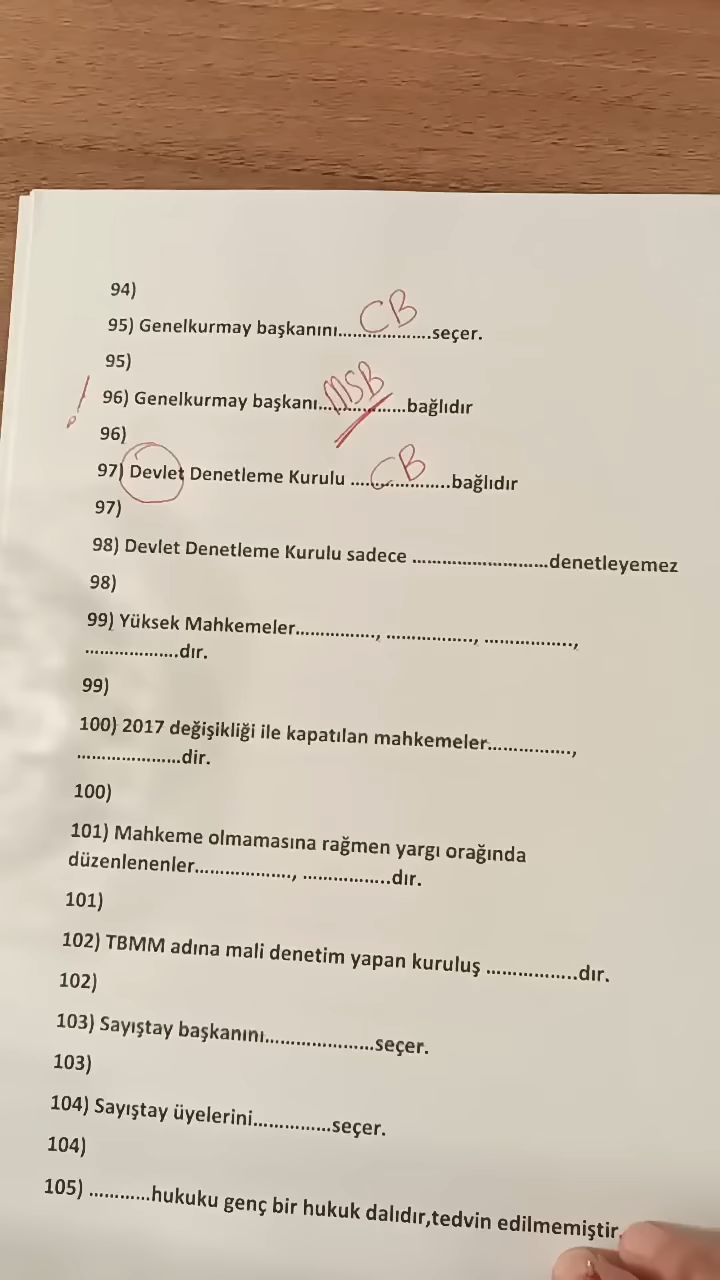 94)
95) Genelkurmay başkanını......CB......seçer.
95)
! 96) Genelkurmay başkanı......MSB......bağlıdır
96)
97) Devlet Denetleme Kurulu ......CB......bağlıdır
97)
98) Devlet Denetleme Kurulu sadece ...........................denetleyemez
98)
99) Yüksek Mahkemeler................, ................., .................,
...................dır.
99)
100) 2017 değişikliği ile kapatılan mahkemeler................,
.....................dir.
100)
101) Mahkeme olmamasına rağmen yargı orağında
düzenlenenler..................., .................dır.
101)
102) TBMM adına mali denetim yapan kuruluş .................dır.
102)
103) Sayıştay başkanını.....................seçer.
103)
104) Sayıştay üyelerini...............seçer.
104)
105) ............hukuku genç bir hukuk dalıdır,tedvin edilmemiştir.